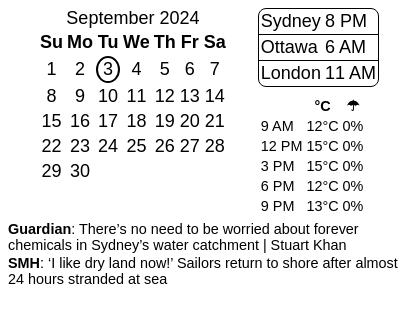 September 2024
Su Mo Tu We Th Fr Sa
1 2 3 4 5 6 7
8 9 10 11 12 13 14
15 16 17 18 19 20 21
22 23 24 25 26 27 28
29 30
Sydney 8 PM
Ottawa 6 AM
London 11 AM
°C ☂
9 AM 12°C 0%
12 PM 15°C 0%
3 PM 15°C 0%
6 PM 12°C 0%
9 PM 13°C 0%
Guardian: There’s no need to be worried about forever
chemicals in Sydney’s water catchment | Stuart Khan
SMH: ‘I like dry land now!’ Sailors return to shore after almost
24 hours stranded at sea